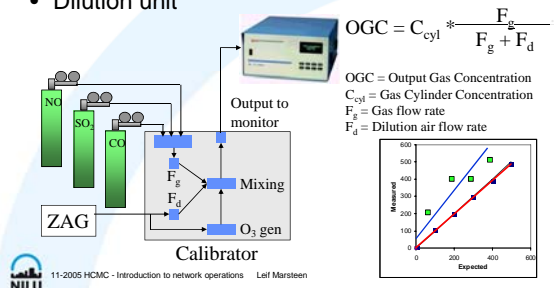 • Dilution unit
OGC = C_cyl * F_g / (F_g + F_d)
OGC = Output Gas Concentration
C_cyl = Gas Cylinder Concentration
F_g = Gas flow rate
F_d = Dilution air flow rate
NO
SO₂
CO
Output to
monitor
F_g
F_d
Mixing
O₃ gen
ZAG
Calibrator
Measured
600
500
400
300
200
100
0
0 200 400 600
Expected
NILU
11-2005 HCMC - Introduction to network operations Leif Marsteen